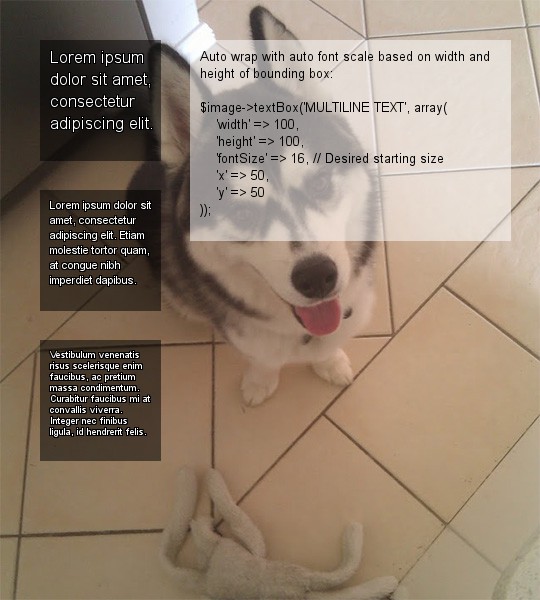 Lorem ipsum
dolor sit amet,
consectetur
adipiscing elit.
Auto wrap with auto font scale based on width and
height of bounding box:
$image->textBox('MULTILINE TEXT', array(
'width' => 100,
'height' => 100,
'fontSize' => 16, // Desired starting size
'x' => 50,
'y' => 50
));
Lorem ipsum dolor sit
amet, consectetur
adipiscing elit. Etiam
molestie tortor quam,
at congue nibh
imperdiet dapibus.
Vestibulum venenatis
risus scelerisque enim
faucibus, ac pretium
massa condimentum.
Curabitur faucibus mi at
convallis viverra.
Integer nec finibus
ligula, id hendrerit felis.